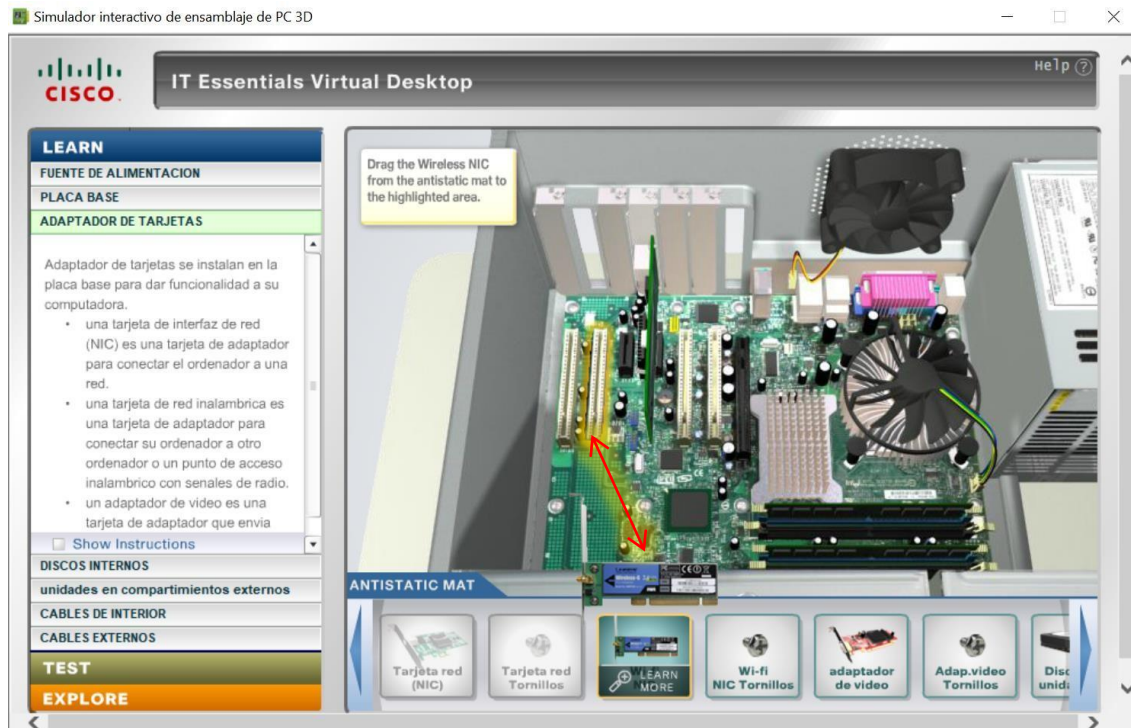 Simulador interactivo de ensamblaje de PC 3D
CISCO
IT Essentials Virtual Desktop
Help ?
LEARN
FUENTE DE ALIMENTACION
PLACA BASE
ADAPTADOR DE TARJETAS
Adaptador de tarjetas se instalan en la
placa base para dar funcionalidad a su
computadora.
• una tarjeta de interfaz de red
(NIC) es una tarjeta de adaptador
para conectar el ordenador a una
red.
• una tarjeta de red inalambrica es
una tarjeta de adaptador para
conectar su ordenador a otro
ordenador o un punto de acceso
inalambrico con senales de radio.
• un adaptador de video es una
tarjeta de adaptador que envia
Show Instructions
DISCOS INTERNOS
unidades en compartimientos externos
CABLES DE INTERIOR
CABLES EXTERNOS
TEST
EXPLORE
Drag the Wireless NIC
from the antistatic mat to
the highlighted area.
ANTISTATIC MAT
Tarjeta red
(NIC)
Tarjeta red
Tornillos
LEARN
MORE
Wi-fi
NIC Tornillos
adaptador
de video
Adap.video
Tornillos